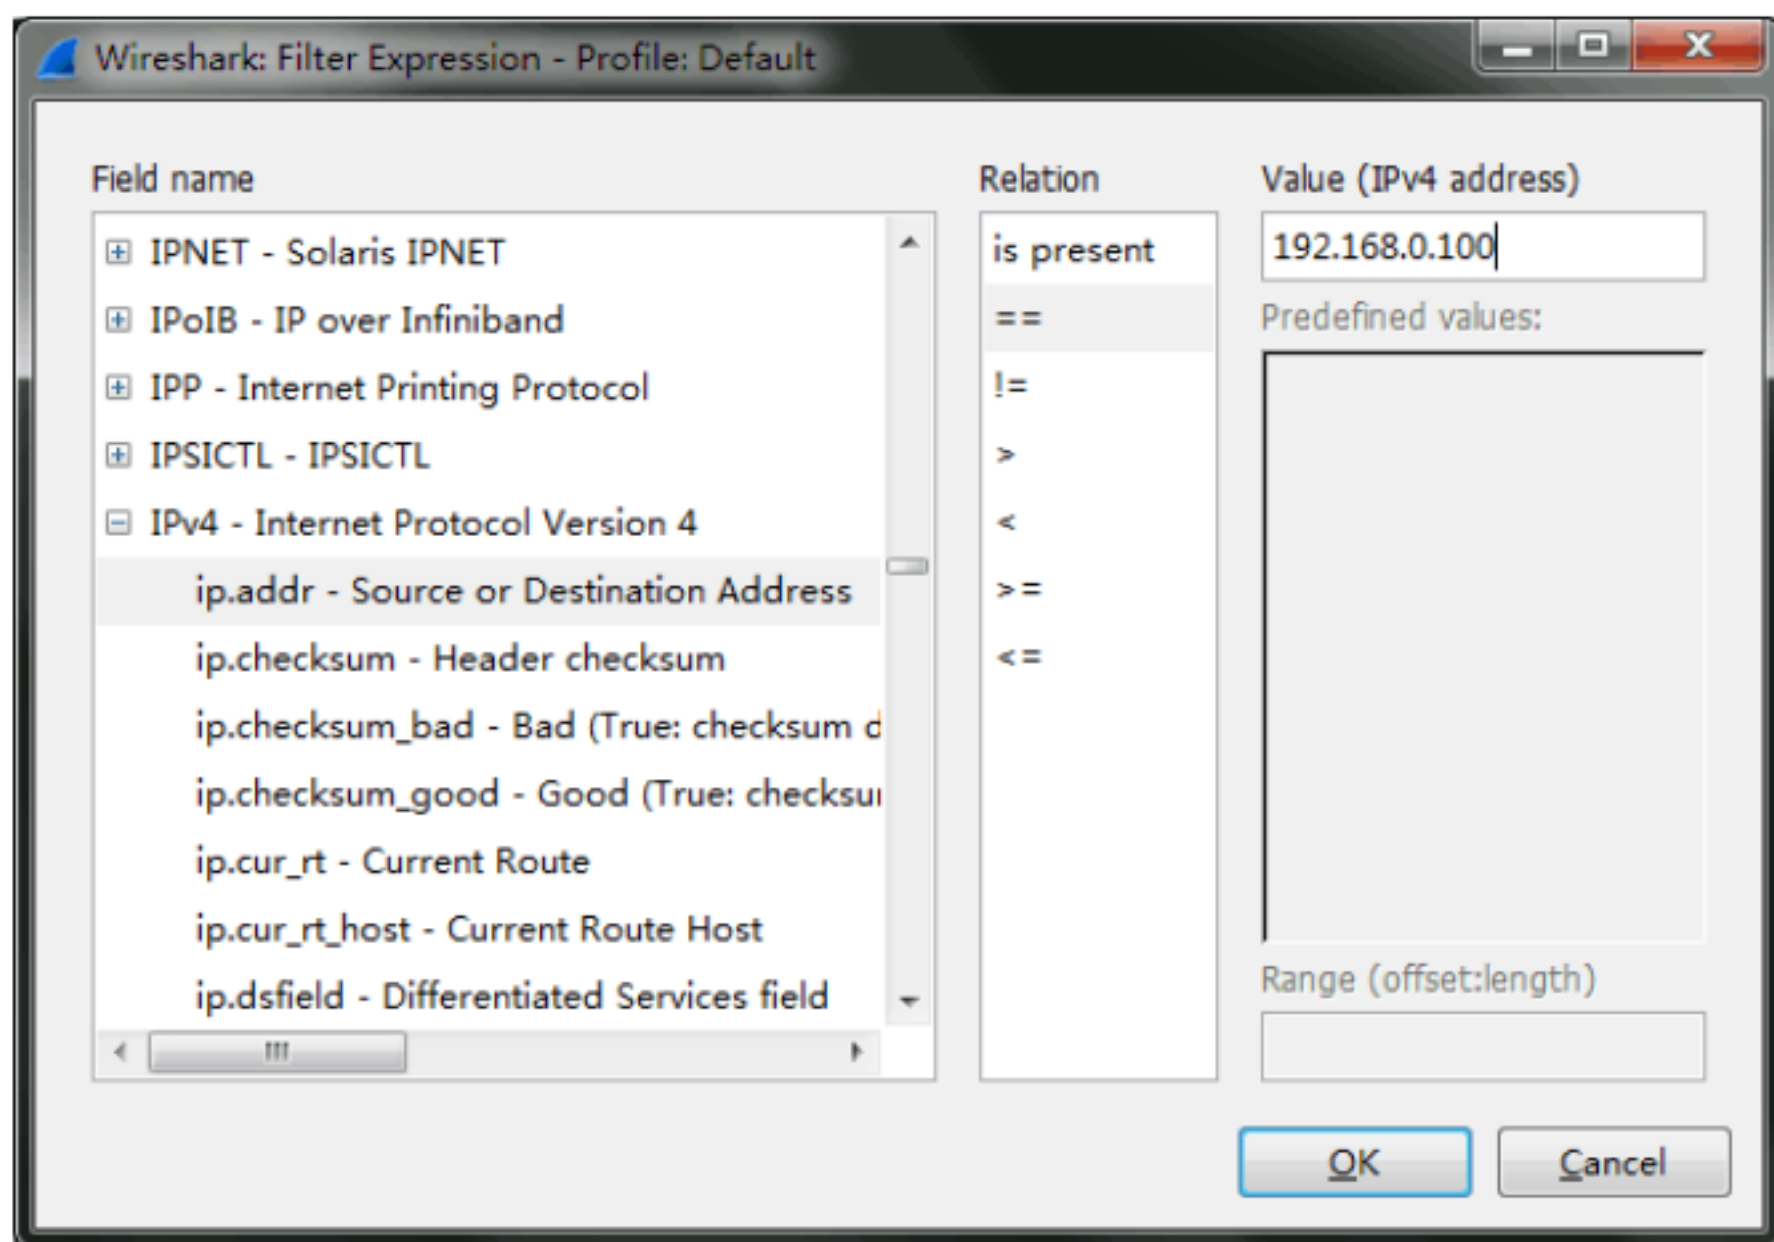 Wireshark: Filter Expression - Profile: Default
Field name
IPNET - Solaris IPNET
IPoIB - IP over Infiniband
IPP - Internet Printing Protocol
IPSICTL - IPSICTL
IPv4 - Internet Protocol Version 4
ip.addr - Source or Destination Address
ip.checksum - Header checksum
ip.checksum_bad - Bad (True: checksum d
ip.checksum_good - Good (True: checksu
ip.cur_rt - Current Route
ip.cur_rt_host - Current Route Host
ip.dsfield - Differentiated Services field
Relation
is present
==
!=
>
<
>=
<=
Value (IPv4 address)
192.168.0.100
Predefined values:
Range (offset:length)
OK
Cancel